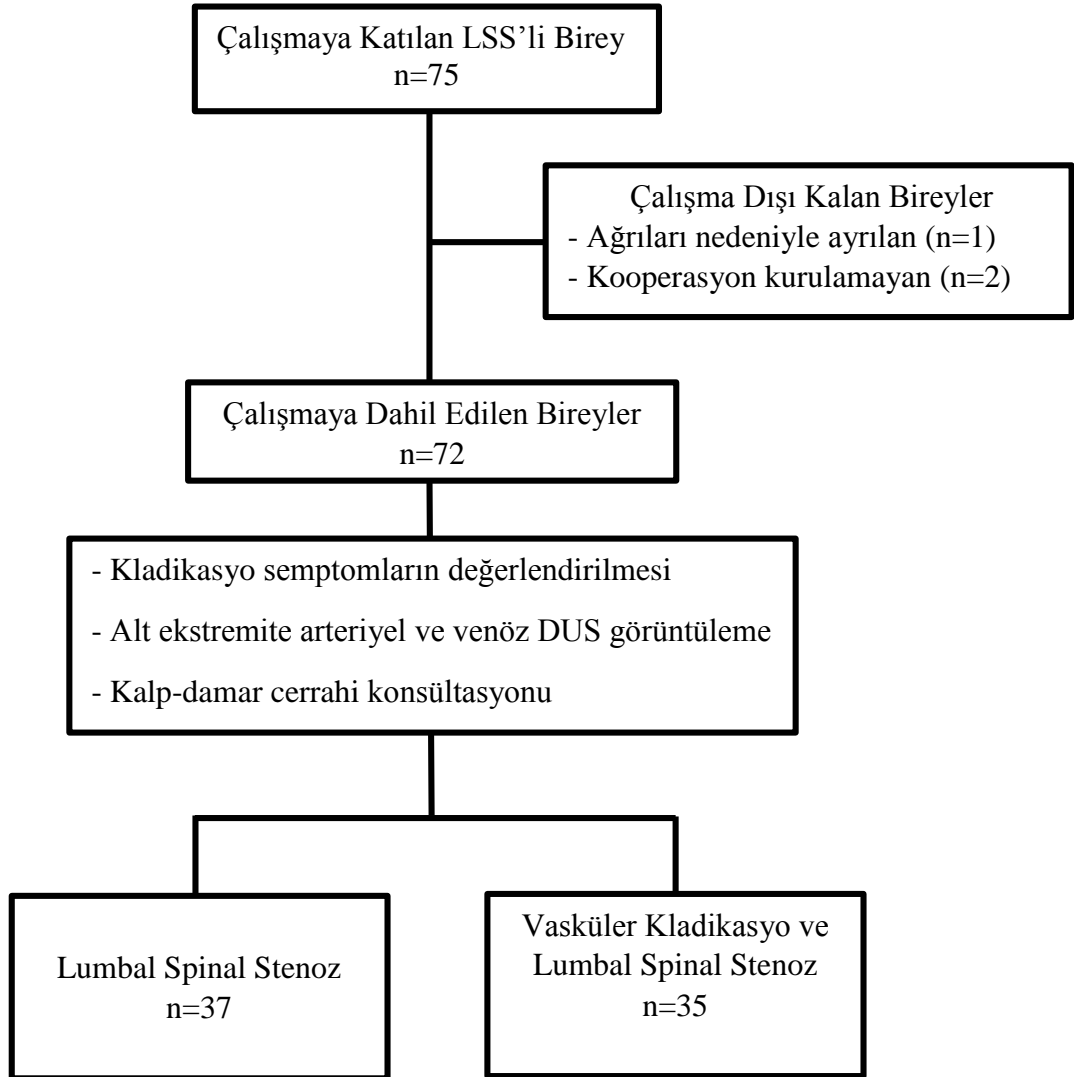 Çalışmaya Katılan LSS’li Birey
n=75
Çalışma Dışı Kalan Bireyler
- Ağrıları nedeniyle ayrılan (n=1)
- Kooperasyon kurulamayan (n=2)
Çalışmaya Dahil Edilen Bireyler
n=72
- Kladikasyo semptomların değerlendirilmesi
- Alt ekstremite arteriyel ve venöz DUS görüntüleme
- Kalp-damar cerrahi konsültasyonu
Lumbal Spinal Stenoz
n=37
Vasküler Kladikasyo ve
Lumbal Spinal Stenoz
n=35